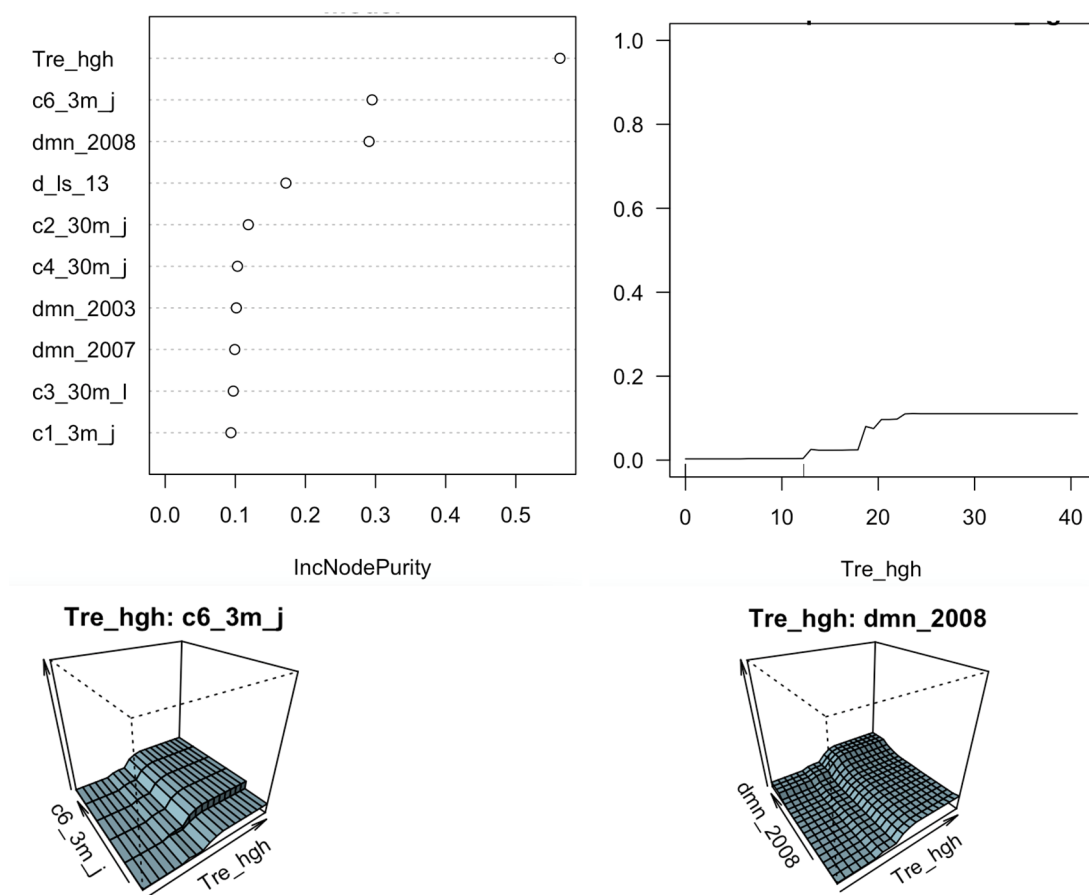 Tre_hgh
c6_3m_j
dmn_2008
d_ls_13
c2_30m_j
c4_30m_j
dmn_2003
dmn_2007
c3_30m_l
c1_3m_j
0.0 0.1 0.2 0.3 0.4 0.5
IncNodePurity
1.0
0.8
0.6
0.4
0.2
0.0
0 10 20 30 40
Tre_hgh
Tre_hgh: c6_3m_j
c6_3m_j
Tre_hgh
Tre_hgh: dmn_2008
dmn_2008
Tre_hgh